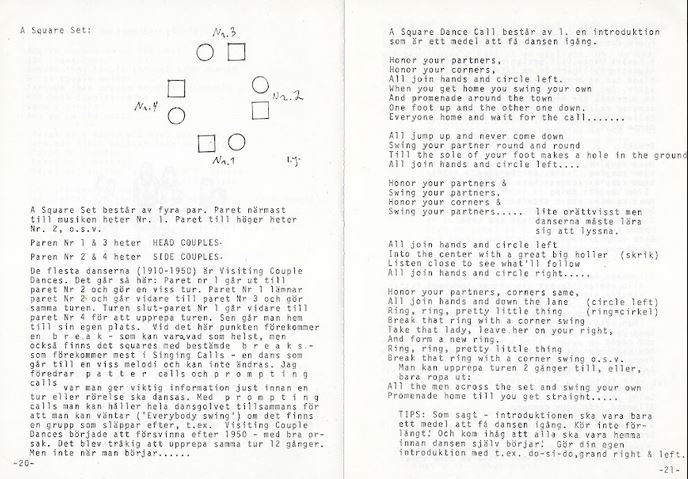 A Square Set:
Nr.3
Nr.2
Nr.4
Nr.1
A Square Set består av fyra par. Paret närmast
till musiken heter Nr. 1. Paret till höger heter
Nr. 2, o.s.v.
Paren Nr 1 & 3 heter HEAD COUPLES.
Paren Nr 2 & 4 heter SIDE COUPLES.
De flesta danserna (1910-1950) är Visiting Couple
Dances. Det går så här: Paret nr 1 går ut till
paret Nr 2 och gör en viss tur. Paret Nr 1 lämnar
paret Nr 2 och går vidare till paret Nr 3 och gör
samma turen. Turen slut-paret Nr 1 går vidare till
paret Nr 4 för att upprepa turen. Sen går man hem
till sin egen plats. Vid det här punkten förekommer
en b r e a k - som kan vara vad som helst, men
också finns det squares med bestämde b r e a k s.-
som förekommer mest i Singing Calls - en dans som
går till en viss melodi och kan inte ändras. Jag
föredrar p a t t e r calls och p r o m p t i n g
calls
var man ger viktig information just innan en
tur eller rörelse ska dansas. Med p r o m p t i n g
calls man kan håller hela dansgolvet tillsammans för
att man kan väntar ('Everybody swing') om det finns
en grupp som släpper efter, t.ex. Visiting Couple
Dances började att försvinna efter 1950 - med bra or-
sak. Det blev tråkig att upprepa samma tur 12 gånger.
Men inte när man börjar......
-20-
A Square Dance Call består av 1. en introduktion
som är ett medel att få dansen igång.
Honor your partners,
Honor your corners,
All join hands and circle left.
When you get home you swing your own
And promenade around the town
One foot up and the other one down.
Everyone home and wait for the call.......
All jump up and never come down
Swing your partner round and round
Till the sole of your foot makes a hole in the ground
All join hands and circle left....
Honor your partners &
Swing your partners,
Honor your corners &
Swing your partners..... lite orättvisst men
danserna måste lära
sig att lyssna.
All join hands and circle left
Into the center with a great big holler (skrik)
Listen close to see what'll follow
All join hands and circle right.....
Honor your partners, corners same,
All join hands and down the lane (circle left)
Ring, ring, pretty little thing (ring=cirkel)
Break that ring with a corner swing
Take that lady, leave her on your right,
And form a new ring.
Ring, ring, pretty little thing
Break that ring with a corner swing o.s.v.
Man kan upprepa turen 2 gånger till, eller,
bara ropa ut:
All the men across the set and swing your own
Promenade home till you get straight.....
TIPS: Som sagt - introduktionen ska vara bara
ett medel att få dansen igång. Kör inte för-
långt! Och kom ihåg att alla ska vara hemma
innan dansen själv börjar! Gör din egen
introduktion med t.ex. do-si-do,grand right & left.
-21-